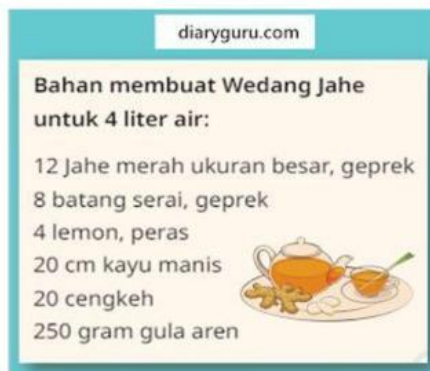 diaryguru.com
Bahan membuat Wedang Jahe
untuk 4 liter air:
12 Jahe merah ukuran besar, geprek
8 batang serai, geprek
4 lemon, peras
20 cm kayu manis
20 cengkeh
250 gram gula aren